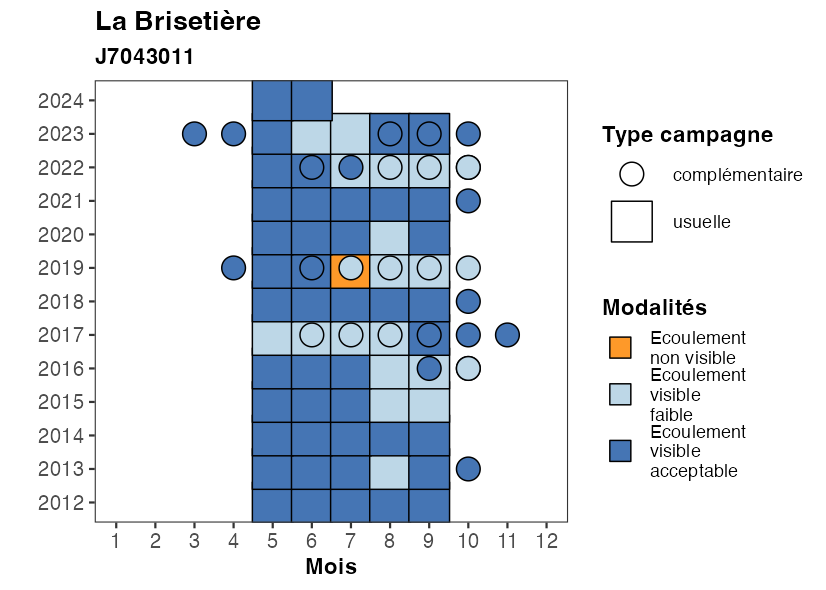 La Brisetière
J7043011
2024
2023
2022
2021
2020
2019
2018
2017
2016
2015
2014
2013
2012
1 2 3 4 5 6 7 8 9 10 11 12
Mois
Type campagne
complémentaire
usuelle
Modalités
Ecoulement
non visible
Ecoulement
visible
faible
Ecoulement
visible
acceptable